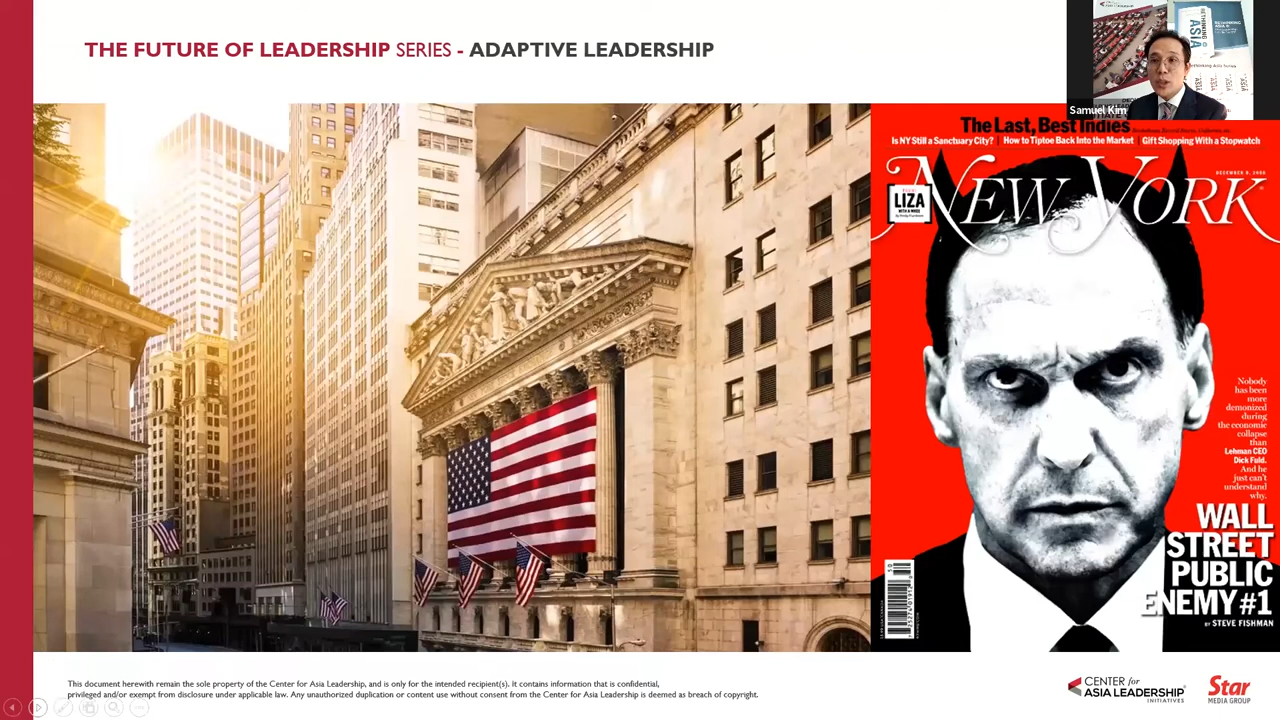 THE FUTURE OF LEADERSHIP SERIES - ADAPTIVE LEADERSHIP
Samuel Kim
RETHINKING
ASIA
The Last, Best Indies
Is NY Still a Sanctuary City? | How to Tiptoe Back Into the Market | Gift Shopping With a Stopwatch
NEW YORK
LIZA
Nobody
has been
more
demonized
during
the economic
collapse
than
Lehman CEO
Dick Fuld.
And he
just can't
understand
why.
WALL
STREET
PUBLIC
ENEMY #1
BY STEVE FISHMAN
This document herewith remain the sole property of the Center for Asia Leadership, and is only for the intended recipient(s). It contains information that is confidential,
privileged and/or exempt from disclosure under applicable law. Any unauthorized duplication or content use without consent from the Center for Asia Leadership is deemed as breach of copyright.
CENTER for
ASIA LEADERSHIP
INITIATIVES
Star
MEDIA GROUP